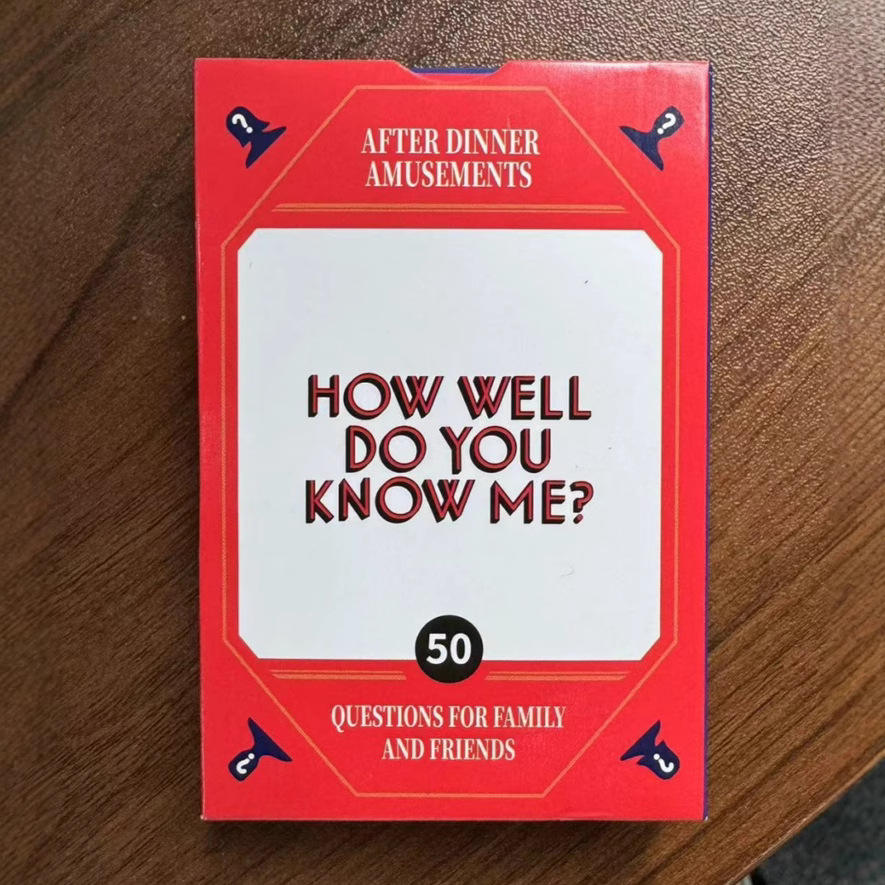 AFTER DINNER
AMUSEMENTS
HOW WELL
DO YOU
KNOW ME?
50
QUESTIONS FOR FAMILY
AND FRIENDS